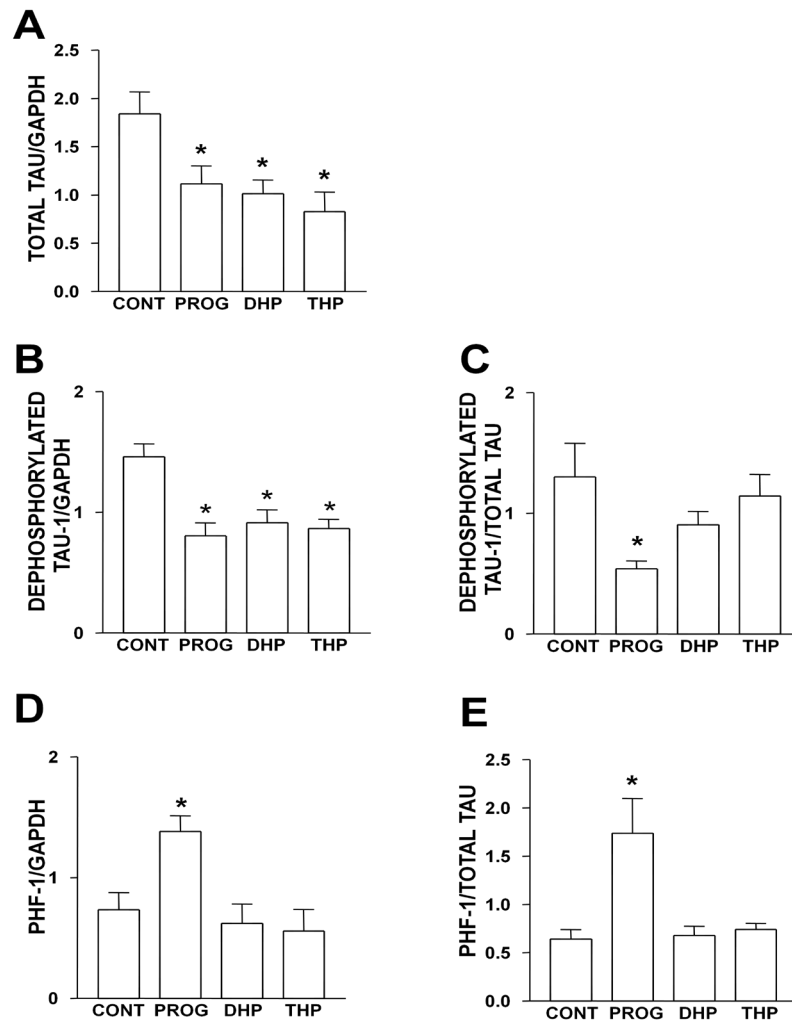 A
TOTAL TAU/GAPDH
2.5
2.0
1.5
1.0
0.5
0.0
* * *
CONT PROG DHP THP
B
DEPHOSPHORYLATED
TAU-1/GAPDH
2
1
0
* * *
CONT PROG DHP THP
C
DEPHOSPHORYLATED
TAU-1/TOTAL TAU
2
1
0
*
CONT PROG DHP THP
D
PHF-1/GAPDH
2
1
0
*
CONT PROG DHP THP
E
PHF-1/TOTAL TAU
2.5
2.0
1.5
1.0
0.5
0.0
*
CONT PROG DHP THP